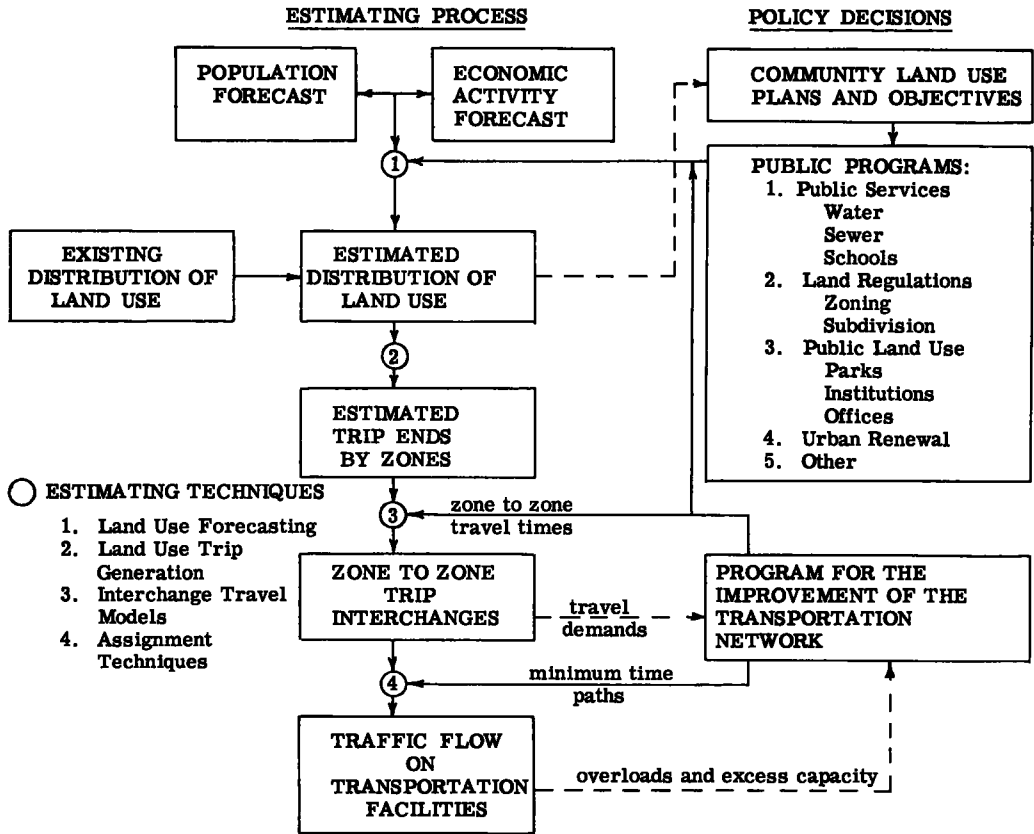 ESTIMATING PROCESS
POLICY DECISIONS
POPULATION
FORECAST
ECONOMIC
ACTIVITY
FORECAST
COMMUNITY LAND USE
PLANS AND OBJECTIVES
1
PUBLIC PROGRAMS:
1. Public Services
Water
Sewer
Schools
2. Land Regulations
Zoning
Subdivision
3. Public Land Use
Parks
Institutions
Offices
4. Urban Renewal
5. Other
EXISTING
DISTRIBUTION OF
LAND USE
ESTIMATED
DISTRIBUTION OF
LAND USE
2
ESTIMATED
TRIP ENDS
BY ZONES
ESTIMATING TECHNIQUES
1. Land Use Forecasting
2. Land Use Trip
Generation
3. Interchange Travel
Models
4. Assignment
Techniques
3
zone to zone
travel times
ZONE TO ZONE
TRIP
INTERCHANGES
travel
demands
PROGRAM FOR THE
IMPROVEMENT OF THE
TRANSPORTATION
NETWORK
4
minimum time
paths
TRAFFIC FLOW
ON
TRANSPORTATION
FACILITIES
overloads and excess capacity